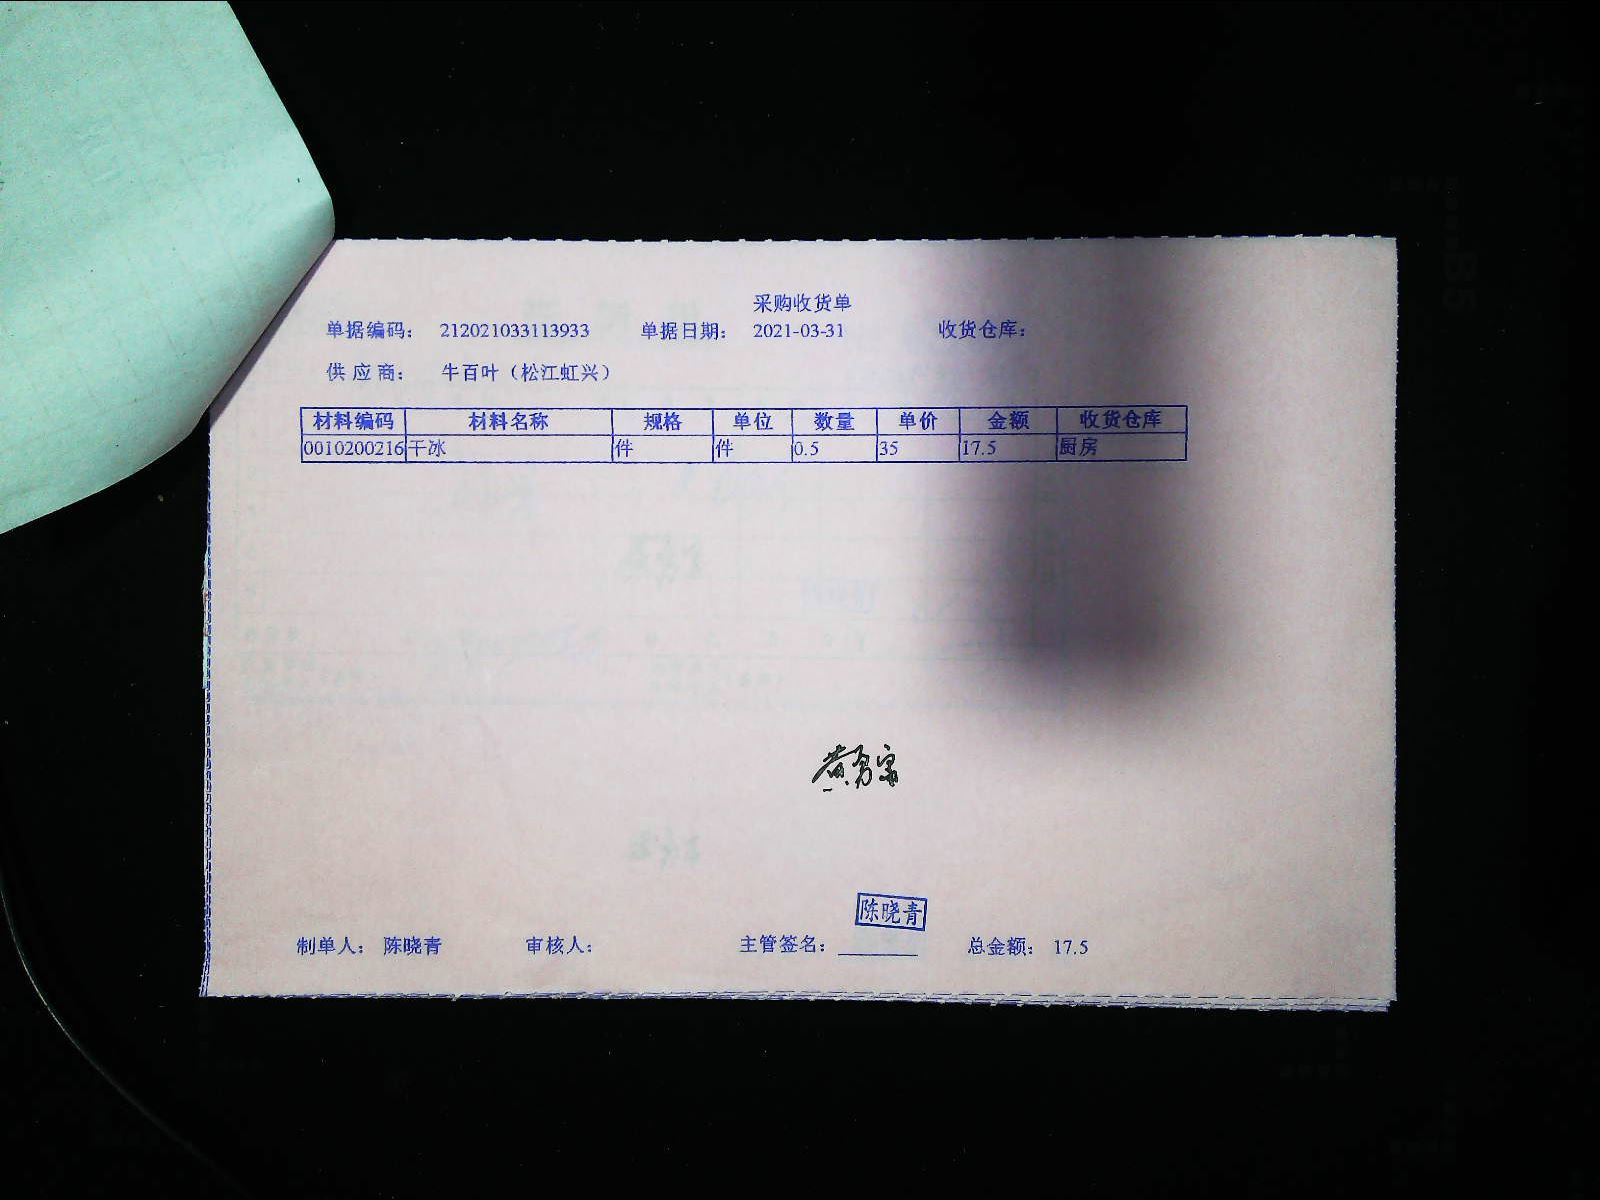 采购收货单
单据编码： 212021033113933 单据日期： 2021-03-31 收货仓库：
供应商： 牛百叶（松江虹兴）
材料编码 材料名称 规格 单位 数量 单价 金额 收货仓库
0010200216 干冰 件 件 0.5 35 17.5 厨房
陈晓青
制单人： 陈晓青 审核人： 主管签名： 总金额： 17.5